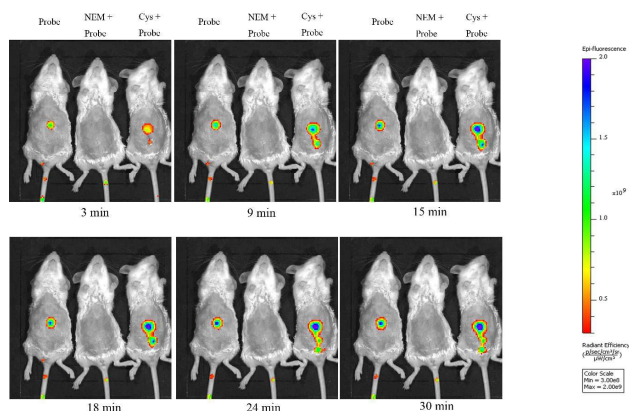 Probe NEM + Probe Cys + Probe
Probe NEM + Probe Cys + Probe
Probe NEM + Probe Cys + Probe
3 min 9 min 15 min
18 min 24 min 30 min
Epi-fluorescence
2.0
1.5
x10⁹
1.0
0.5
Radiant Efficiency
(p/sec/cm²/sr / µW/cm²)
Color Scale
Min = 3.00e8
Max = 2.00e9